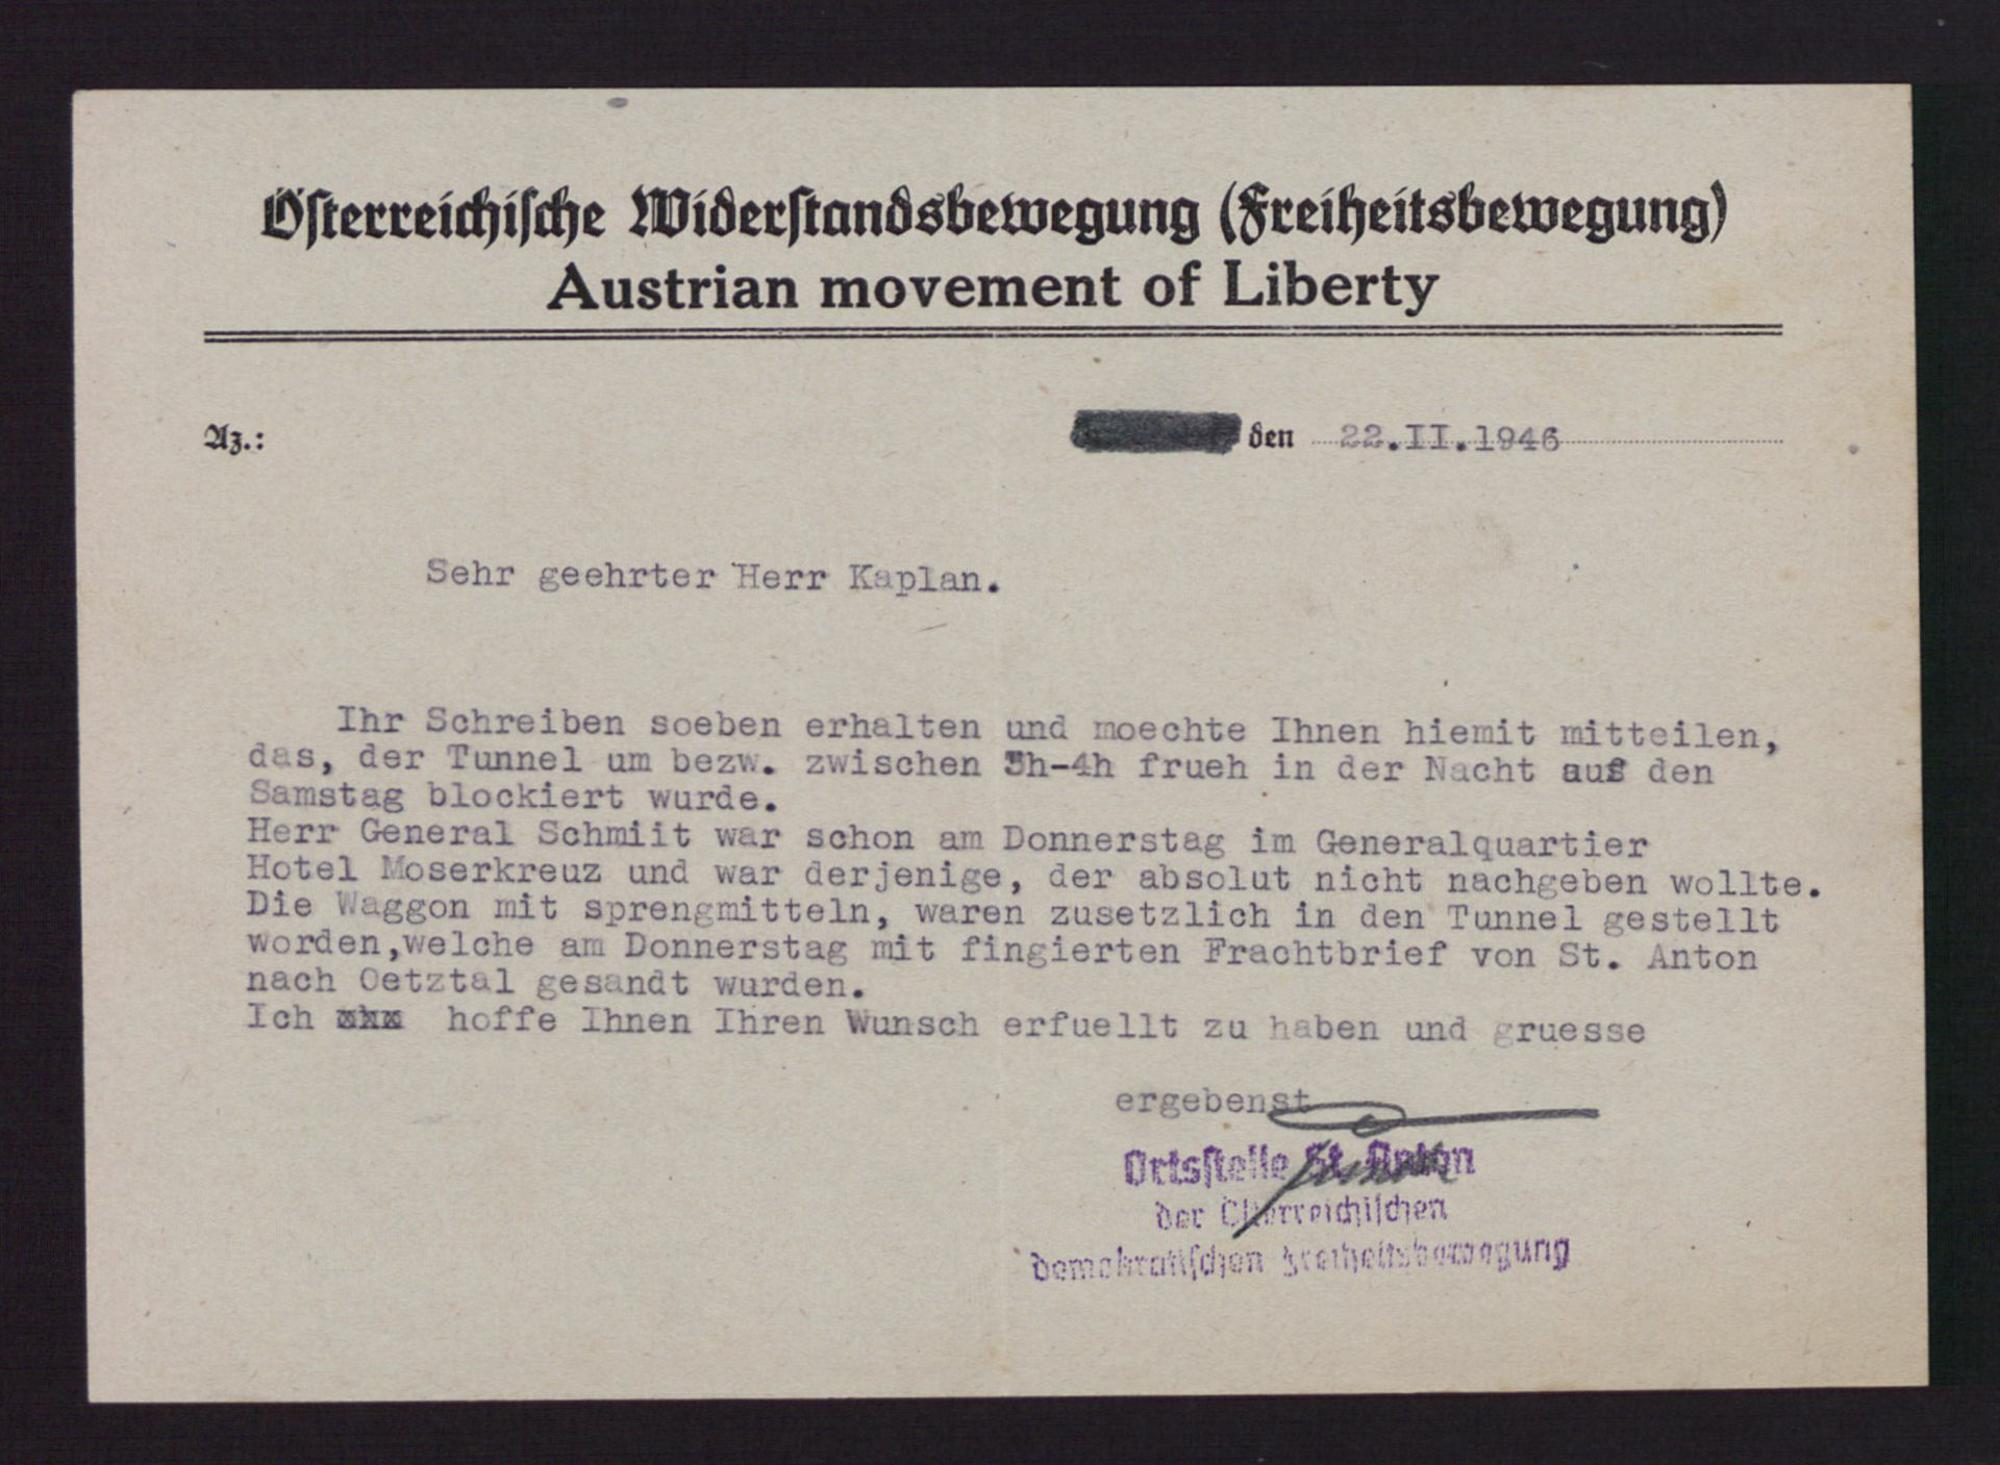 Österreichische Widerstandsbewegung (Freiheitsbewegung)
Austrian movement of Liberty
Az.: den 22.II.1946
Sehr geehrter Herr Kaplan.
Ihr Schreiben soeben erhalten und moechte Ihnen hiemit mitteilen,
das, der Tunnel um bezw. zwischen 3h-4h frueh in der Nacht auf den
Samstag blockiert wurde.
Herr General Schmiit war schon am Donnerstag im Generalquartier
Hotel Moserkreuz und war derjenige, der absolut nicht nachgeben wollte.
Die Waggon mit sprengmitteln, waren zusetzlich in den Tunnel gestellt
worden,welche am Donnerstag mit fingierten Frachtbrief von St. Anton
nach Oetztal gesandt wurden.
Ich hoffe Ihnen Ihren Wunsch erfuellt zu haben und gruesse
ergebenst
Ortsstelle St. Anton
der Österreichischen
demokratischen Freiheitsbewegung